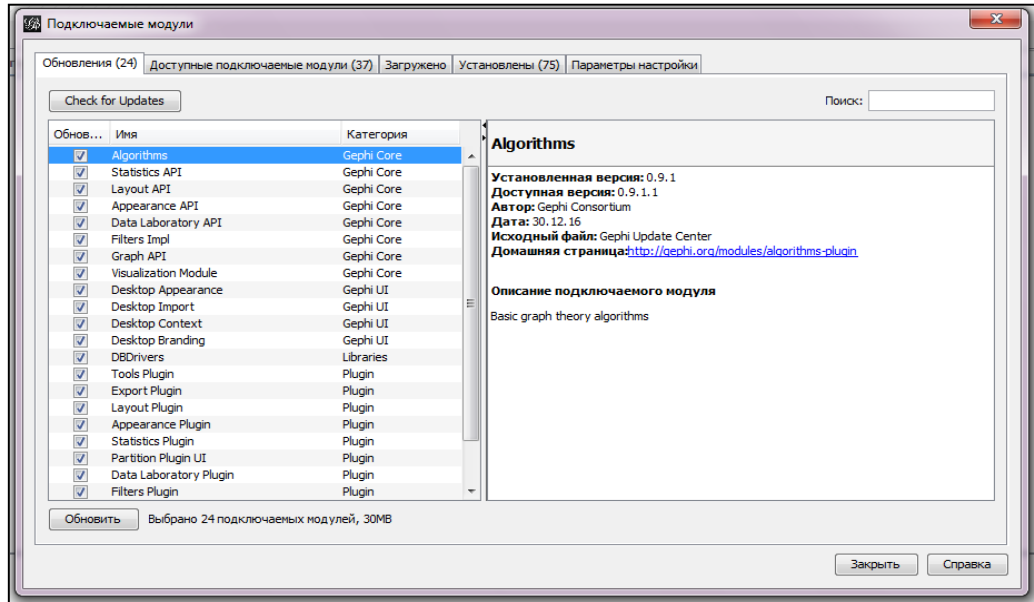 Подключаемые модули
Обновления (24) Доступные подключаемые модули (37) Загружено Установлены (75) Параметры настройки
Check for Updates Поиск:
Обнов... Имя Категория
Algorithms Gephi Core
Statistics API Gephi Core
Layout API Gephi Core
Appearance API Gephi Core
Data Laboratory API Gephi Core
Filters Impl Gephi Core
Graph API Gephi Core
Visualization Module Gephi Core
Desktop Appearance Gephi UI
Desktop Import Gephi UI
Desktop Context Gephi UI
Desktop Branding Gephi UI
DBDrivers Libraries
Tools Plugin Plugin
Export Plugin Plugin
Layout Plugin Plugin
Appearance Plugin Plugin
Statistics Plugin Plugin
Partition Plugin UI Plugin
Data Laboratory Plugin Plugin
Filters Plugin Plugin
Algorithms
Установленная версия: 0.9.1
Доступная версия: 0.9.1.1
Автор: Gephi Consortium
Дата: 30.12.16
Исходный файл: Gephi Update Center
Домашняя страница:http://gephi.org/modules/algorithms-plugin
Описание подключаемого модуля
Basic graph theory algorithms
Обновить Выбрано 24 подключаемых модулей, 30MB
Закрыть Справка